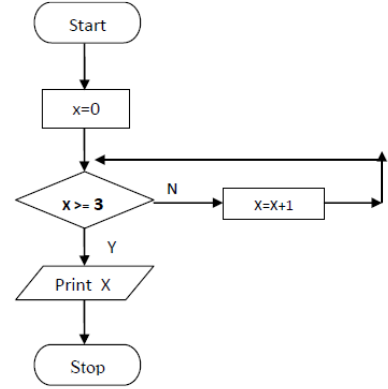 Start
x=0
X >= 3
N
X=X+1
Y
Print X
Stop